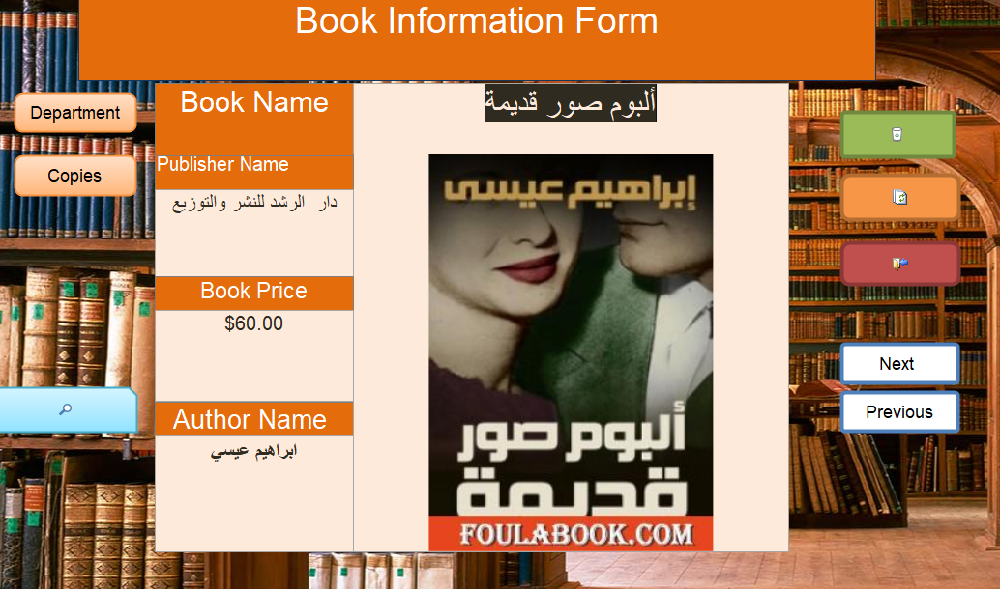 Book Information Form
Department
Copies
Book Name
ألبوم صور قديمة
Publisher Name
دار الرشد للنشر والتوزيع
Book Price
$60.00
Author Name
ابراهيم عيسي
إبراهيم عيسى
ألبوم صور
قديمة
FOULABOOK.COM
Next
Previous